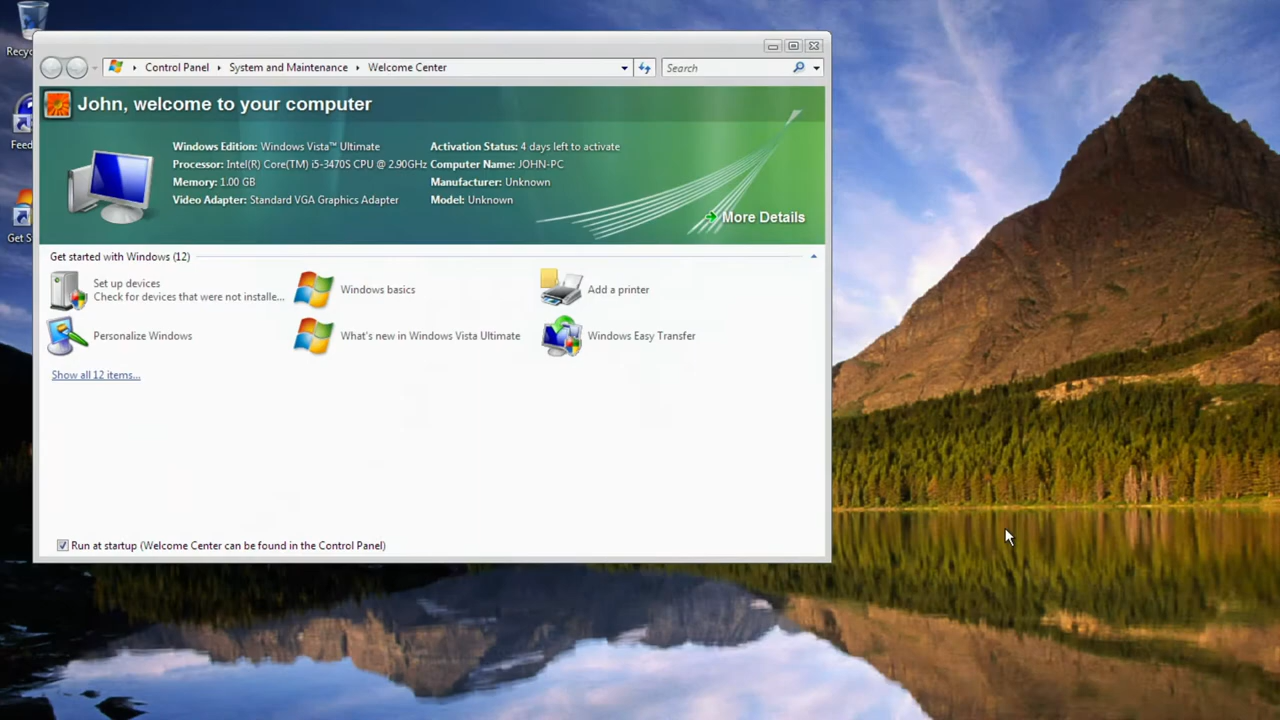 Recyc
Feed
Get S
Control Panel System and Maintenance Welcome Center
Search
John, welcome to your computer
Windows Edition: Windows Vista™ Ultimate
Processor: Intel(R) Core(TM) i5-3470S CPU @ 2.90GHz
Memory: 1.00 GB
Video Adapter: Standard VGA Graphics Adapter
Activation Status: 4 days left to activate
Computer Name: JOHN-PC
Manufacturer: Unknown
Model: Unknown
More Details
Get started with Windows (12)
Set up devices
Check for devices that were not installe...
Windows basics
Add a printer
Personalize Windows
What's new in Windows Vista Ultimate
Windows Easy Transfer
Show all 12 items...
Run at startup (Welcome Center can be found in the Control Panel)